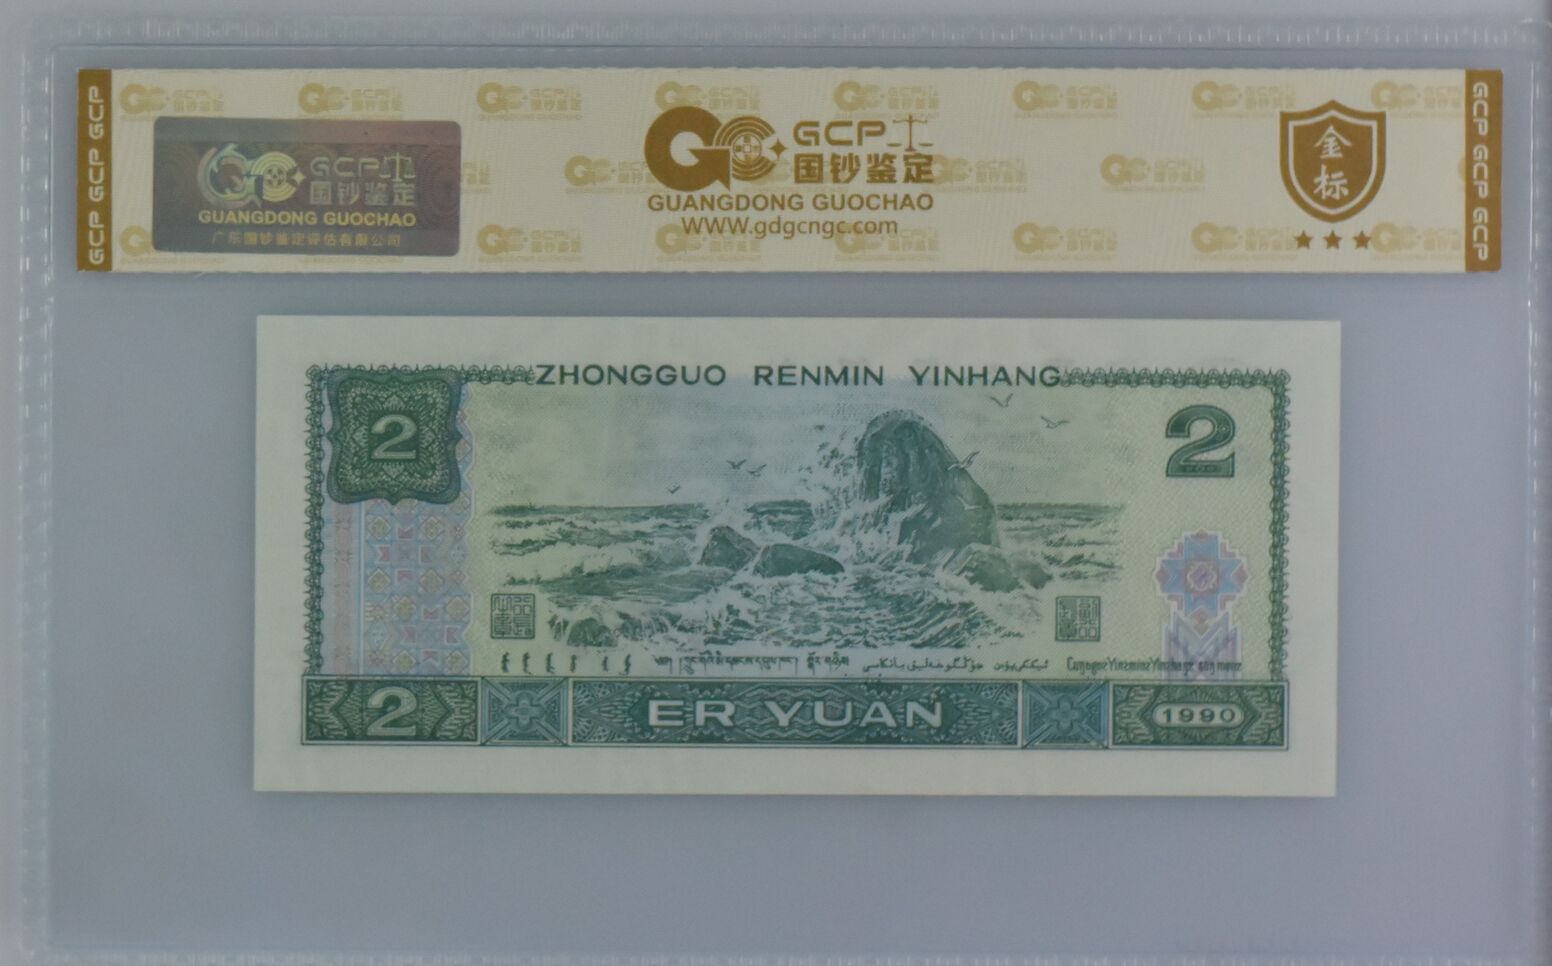 GCP GCP GCP
GCP
国钞鉴定
GUANGDONG GUOCHAO
广东国钞鉴定评估有限公司
GCP
国钞鉴定
GUANGDONG GUOCHAO
WWW.gdgcngc.com
金
标
GCP GCP GCP
ZHONGGUO RENMIN YINHANG
2
2
2
ER YUAN
1990